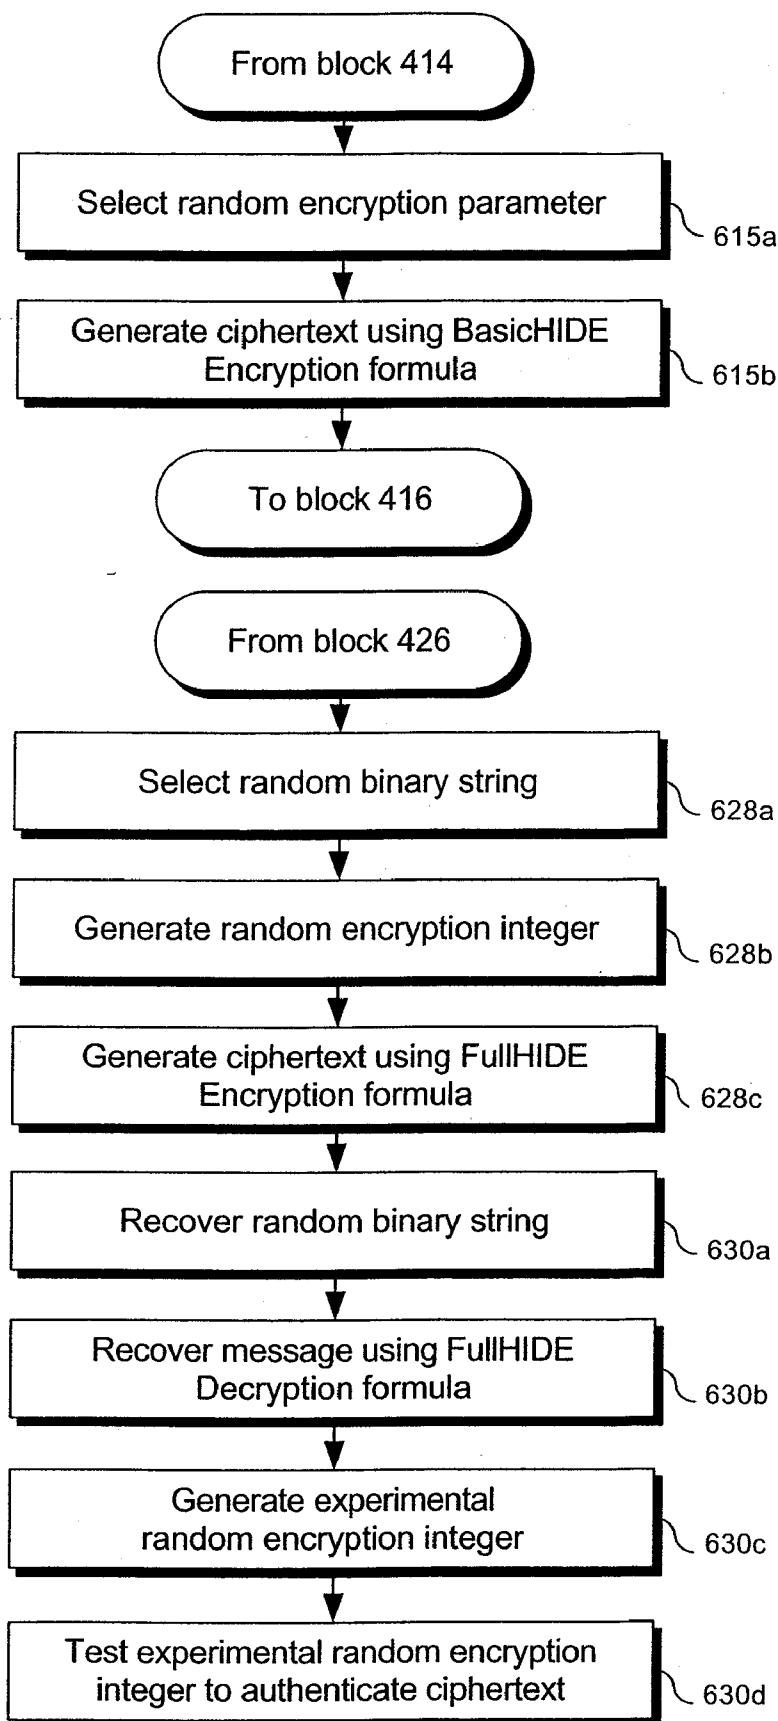 From block 414
Select random encryption parameter
615a
Generate ciphertext using BasicHIDE
Encryption formula
615b
To block 416
From block 426
Select random binary string
628a
Generate random encryption integer
628b
Generate ciphertext using FullHIDE
Encryption formula
628c
Recover random binary string
630a
Recover message using FullHIDE
Decryption formula
630b
Generate experimental
random encryption integer
630c
Test experimental random encryption
integer to authenticate ciphertext
630d